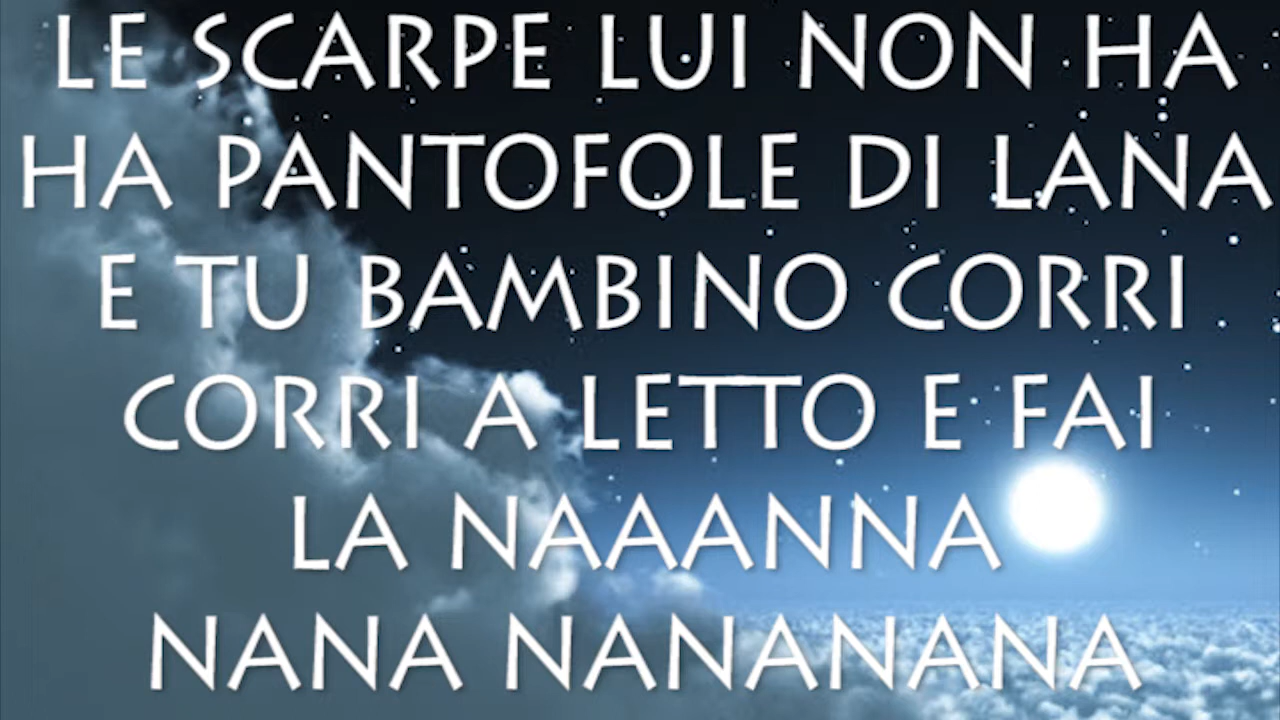 LE SCARPE LUI NON HA
HA PANTOFOLE DI LANA
E TU BAMBINO CORRI
CORRI A LETTO E FAI
LA NAAANNA
NANA NANANANA